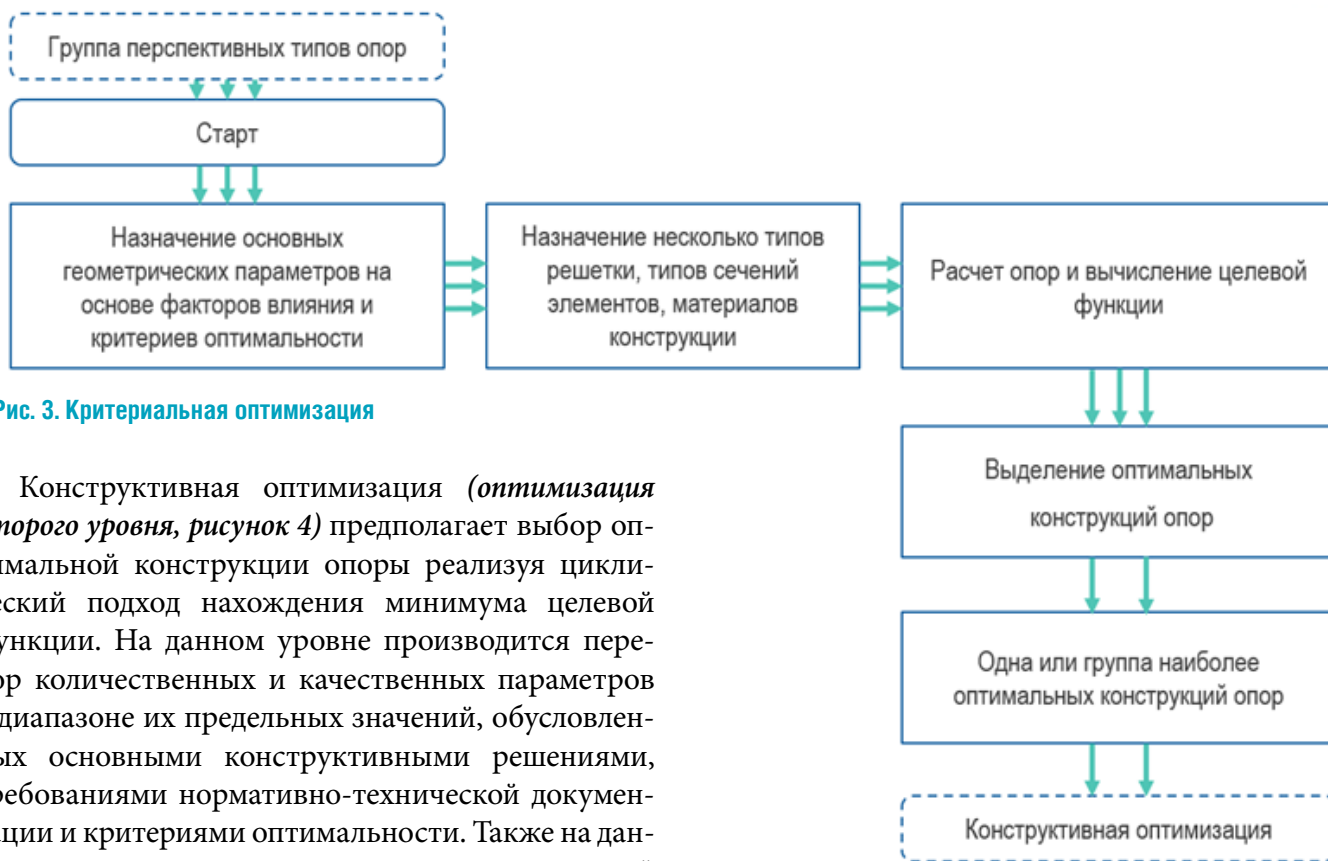 Группа перспективных типов опор
Старт
Назначение основных
геометрических параметров на
основе факторов влияния и
критериев оптимальности
Назначение несколько типов
решетки, типов сечений
элементов, материалов
конструкции
Расчет опор и вычисление целевой
функции
Выделение оптимальных
конструкций опор
Одна или группа наиболее
оптимальных конструкций опор
Конструктивная оптимизация
Рис. 3. Критериальная оптимизация
Конструктивная оптимизация (оптимизация
торого уровня, рисунок 4) предполагает выбор оп-
имальной конструкции опоры реализуя цикли-
еский подход нахождения минимума целевой
ункции. На данном уровне производится пере-
ор количественных и качественных параметров
диапазоне их предельных значений, обусловлен-
ых основными конструктивными решениями,
ребованиями нормативно-технической докумен-
ации и критериями оптимальности. Также на дан-